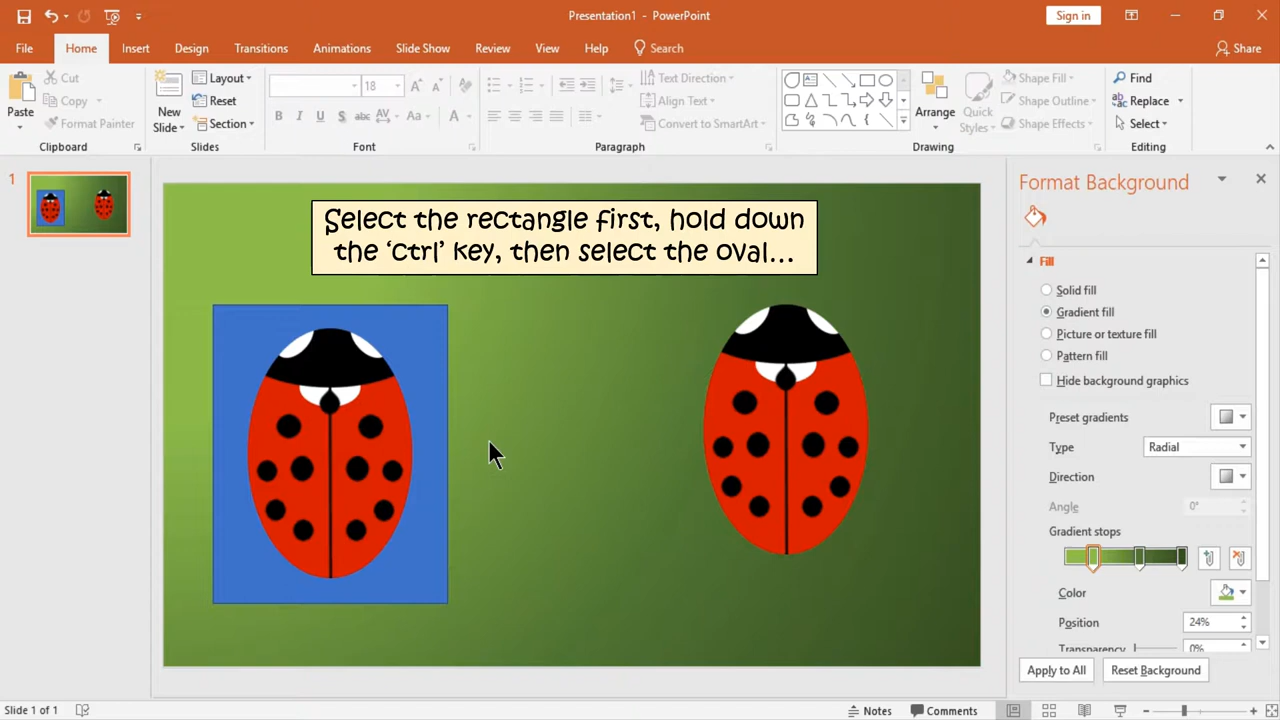 Presentation1 - PowerPoint
Sign in
File Home Insert Design Transitions Animations Slide Show Review View Help Search Share
Paste
Cut
Copy
Format Painter
Clipboard
New Slide
Layout
Reset
Section
Slides
18
B I U S abc AV Aa A
Font
Text Direction
Align Text
Convert to SmartArt
Paragraph
Arrange
Quick Styles
Shape Fill
Shape Outline
Shape Effects
Drawing
Find
Replace
Select
Editing
1
Select the rectangle first, hold down
the ‘ctrl’ key, then select the oval...
Format Background
Fill
Solid fill
Gradient fill
Picture or texture fill
Pattern fill
Hide background graphics
Preset gradients
Type Radial
Direction
Angle 0°
Gradient stops
Color
Position 24%
Transparency 0%
Apply to All Reset Background
Slide 1 of 1
Notes Comments